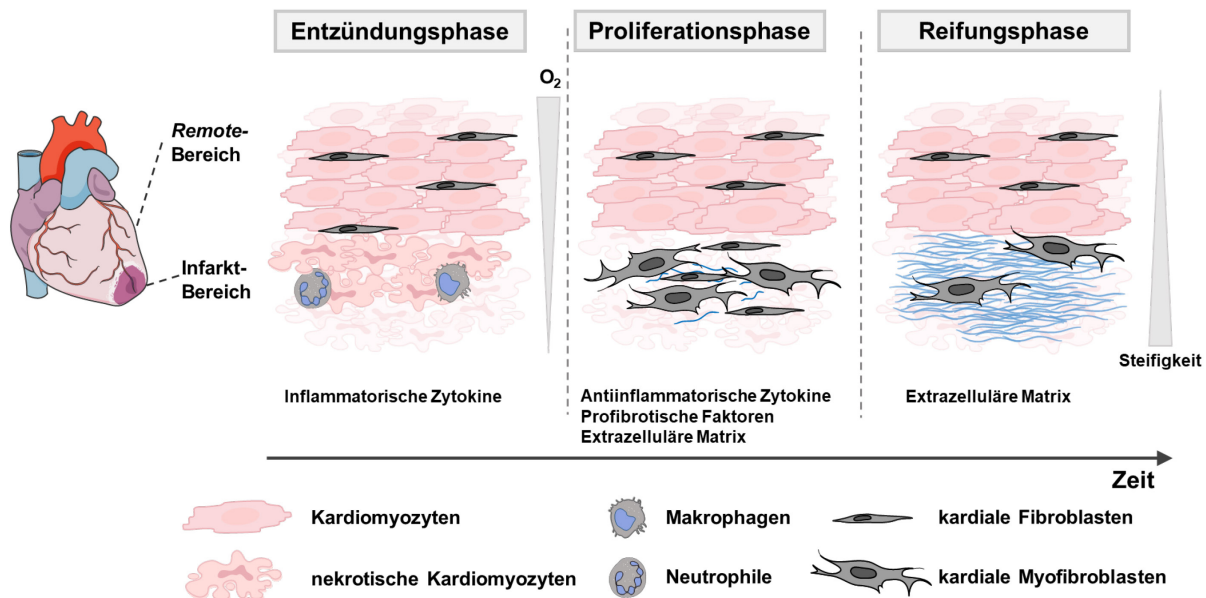 Entzündungsphase
Proliferationsphase
Reifungsphase
O₂
Remote-
Bereich
Infarkt-
Bereich
Steifigkeit
Inflammatorische Zytokine
Antiinflammatorische Zytokine
Profibrotische Faktoren
Extrazelluläre Matrix
Extrazelluläre Matrix
Zeit
Kardiomyozyten
Makrophagen
kardiale Fibroblasten
nekrotische Kardiomyozyten
Neutrophile
kardiale Myofibroblasten